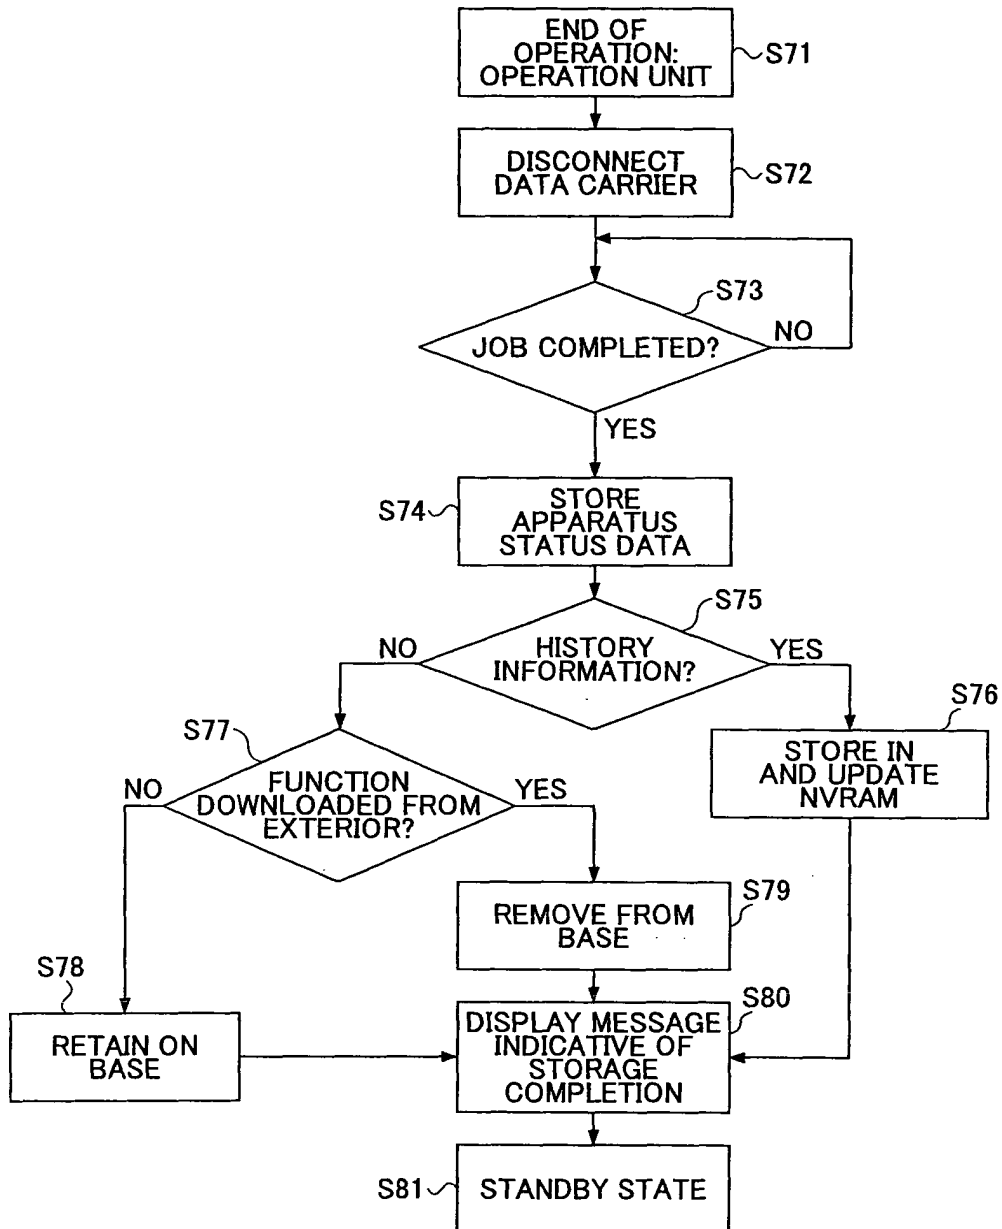 END OF
OPERATION:
OPERATION UNIT
S71
DISCONNECT
DATA CARRIER
S72
S73
JOB COMPLETED?
NO
YES
S74
STORE
APPARATUS
STATUS DATA
S75
NO
HISTORY
INFORMATION?
YES
S76
STORE IN
AND UPDATE
NVRAM
S77
NO
FUNCTION
DOWNLOADED FROM
EXTERIOR?
YES
S79
REMOVE FROM
BASE
S78
RETAIN ON
BASE
S80
DISPLAY MESSAGE
INDICATIVE OF
STORAGE
COMPLETION
S81
STANDBY STATE